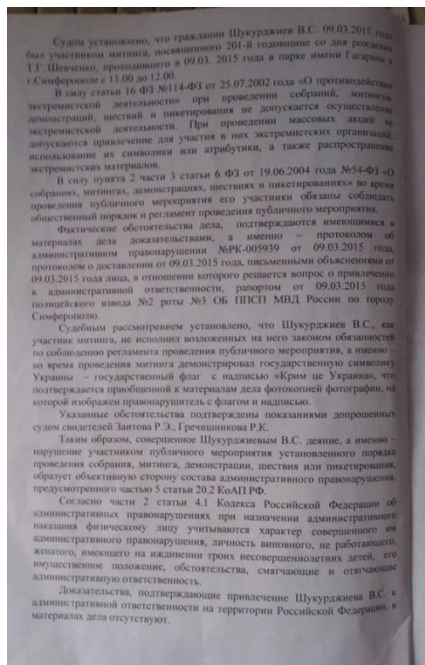 Судом установлено, что гражданин Шукурджиев В.С. 09.03.2015 года
был участником митинга, посвященного 201-й годовщине со дня рождения
Т.Г. Шевченко, проходившего в 09.03. 2015 года в парке имени Гагарина в
г.Симферополе с 11.00 до 12.00.
В силу статьи 16 ФЗ №114-ФЗ от 25.07.2002 года «О противодействии
экстремистской деятельности» при проведении собраний, митингов,
демонстраций, шествий и пикетирования не допускается осуществление
экстремистской деятельности. При проведении массовых акций не
допускаются привлечение для участия в них экстремистских организаций,
использование их символики или атрибутики, а также распространение
экстремистских материалов.
В силу пункта 2 части 3 статьи 6 ФЗ от 19.06.2004 года №54-ФЗ «О
собраниях, митингах, демонстрациях, шествиях и пикетированиях» во время
проведения публичного мероприятия его участники обязаны соблюдать
общественный порядок и регламент проведения публичного мероприятия.
Фактические обстоятельства дела, подтверждаются имеющимися в
материалах дела доказательствами, а именно – протоколом об
административном правонарушении №РК-005939 от 09.03.2015 года,
протоколом о доставлении от 09.03.2015 года, письменными объяснениями от
09.03.2015 года лица, в отношении которого решается вопрос о привлечении
к административной ответственности, рапортом от 09.03.2015 года
полицейского взвода №2 роты №3 ОБ ППСП МВД России по городу
Симферополю.
Судебным рассмотрением установлено, что Шукурджиев В.С., как
участник митинга, не исполнил возложенных на него законом обязанностей
по соблюдению регламента проведения публичного мероприятия, а именно –
во время проведения митинга демонстрировал государственную символику
Украины – государственный флаг с надписью «Крим це Украина», что
подтверждается приобщенной к материалам дела фотокопией фотографии, на
которой изображен правонарушитель с флагом и надписью.
Указанные обстоятельства подтверждены показаниями допрошенных
судом свидетелей Заитова Р.Э., Гречишникова Р.К.
Таким образом, совершенное Шукурджиевым В.С. деяние, а именно –
нарушение участником публичного мероприятия установленного порядка
проведения собрания, митинга, демонстрации, шествия или пикетирования,
образует объективную сторону состава административного правонарушения,
предусмотренного частью 5 статьи 20.2 КоАП РФ.
Согласно части 2 статьи 4.1 Кодекса Российской Федерации об
административных правонарушениях при назначении административного
наказания физическому лицу учитываются характер совершенного им
административного правонарушения, личность виновного, не работающего,
женатого, имеющего на иждивении троих несовершеннолетних детей, его
имущественное положение, обстоятельства, смягчающие и отягчающие
административную ответственность.
Доказательства, подтверждающие привлечение Шукурджиева В.С. к
административной ответственности на территории Российской Федерации, в
материалах дела отсутствуют.